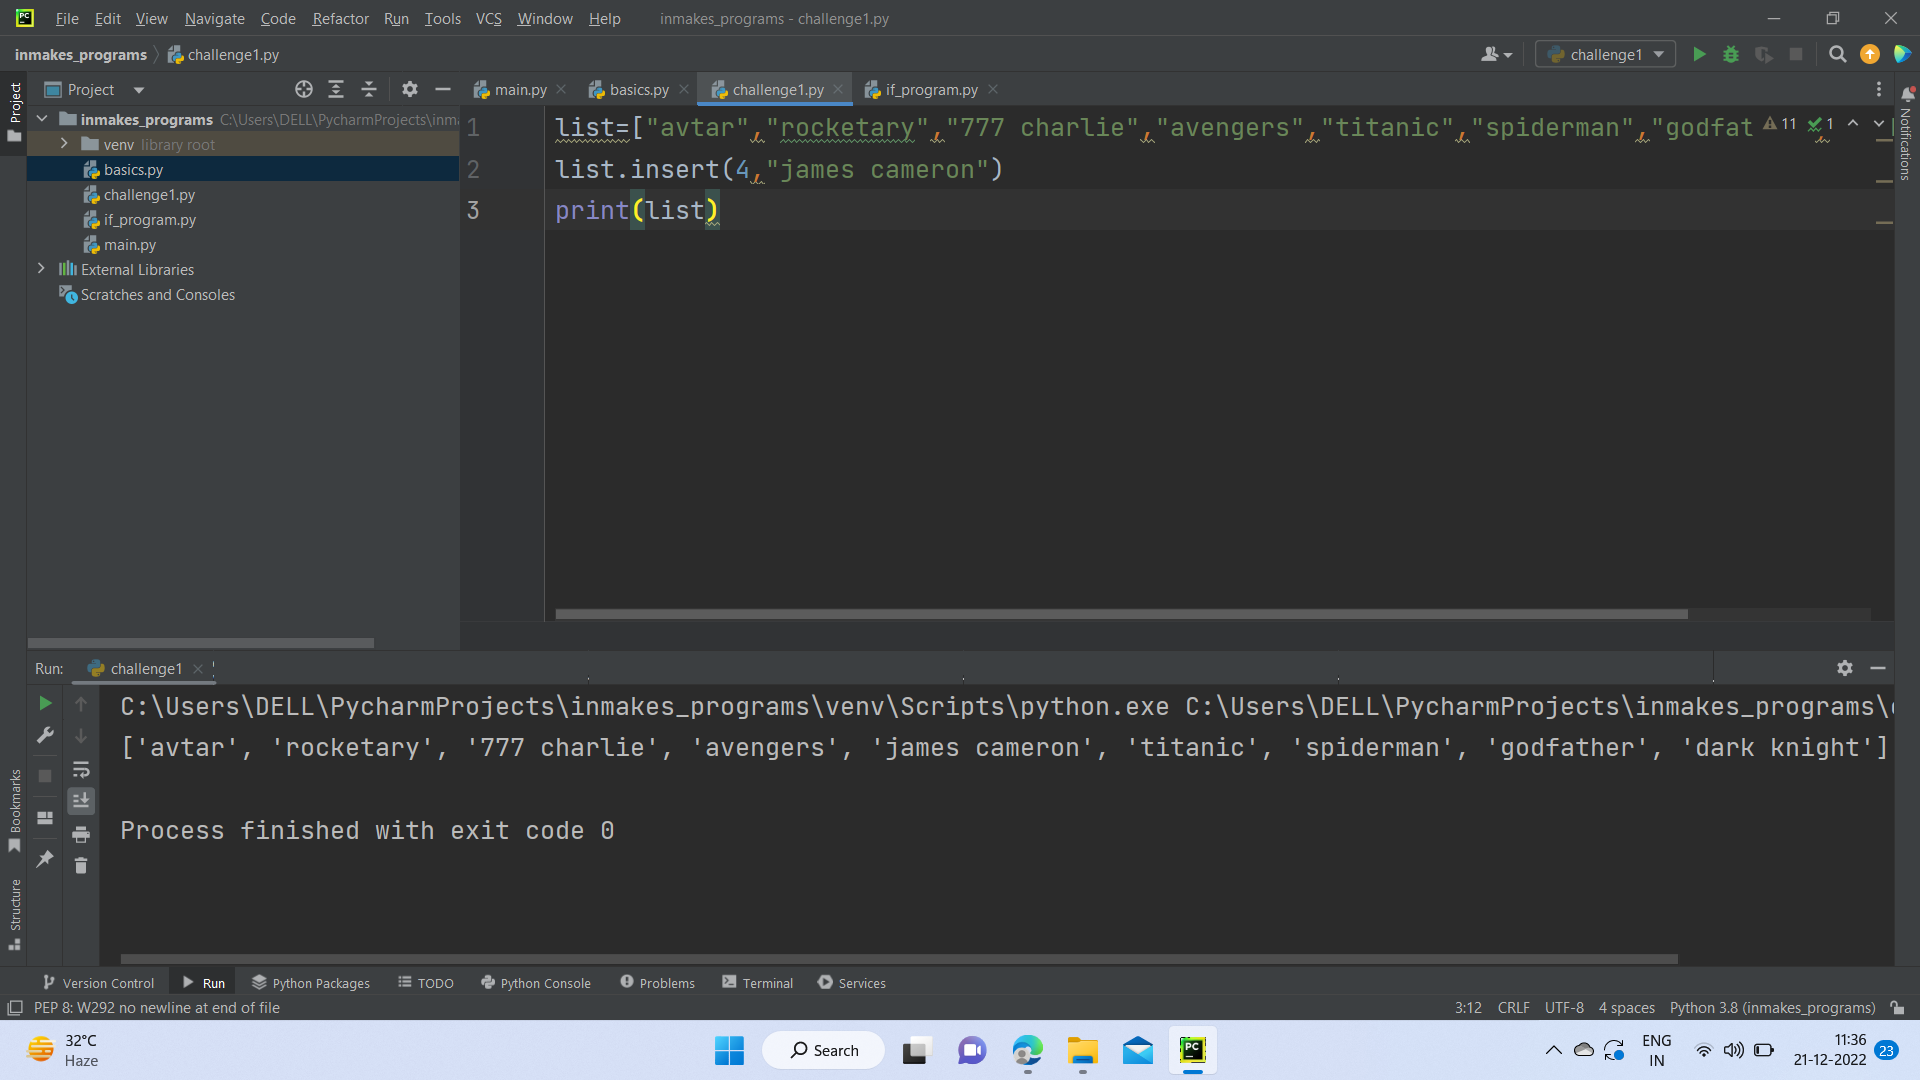 File Edit View Navigate Code Refactor Run Tools VCS Window Help inmakes_programs - challenge1.py
inmakes_programs challenge1.py challenge1
Project main.py basics.py challenge1.py if_program.py
Project
inmakes_programs C:\Users\DELL\PycharmProjects\inma
venv library root
basics.py
challenge1.py
if_program.py
main.py
External Libraries
Scratches and Consoles
1 list=["avtar","rocketary","777 charlie","avengers","titanic","spiderman","godfat 11 1
2 list.insert(4,"james cameron")
3 print(list)
Notifications
Run: challenge1
C:\Users\DELL\PycharmProjects\inmakes_programs\venv\Scripts\python.exe C:\Users\DELL\PycharmProjects\inmakes_programs\
['avtar', 'rocketary', '777 charlie', 'avengers', 'james cameron', 'titanic', 'spiderman', 'godfather', 'dark knight']
Process finished with exit code 0
Bookmarks
Structure
Version Control Run Python Packages TODO Python Console Problems Terminal Services
PEP 8: W292 no newline at end of file 3:12 CRLF UTF-8 4 spaces Python 3.8 (inmakes_programs)
32°C
Haze
Search
ENG
IN
11:36
21-12-2022
23
PC
PC